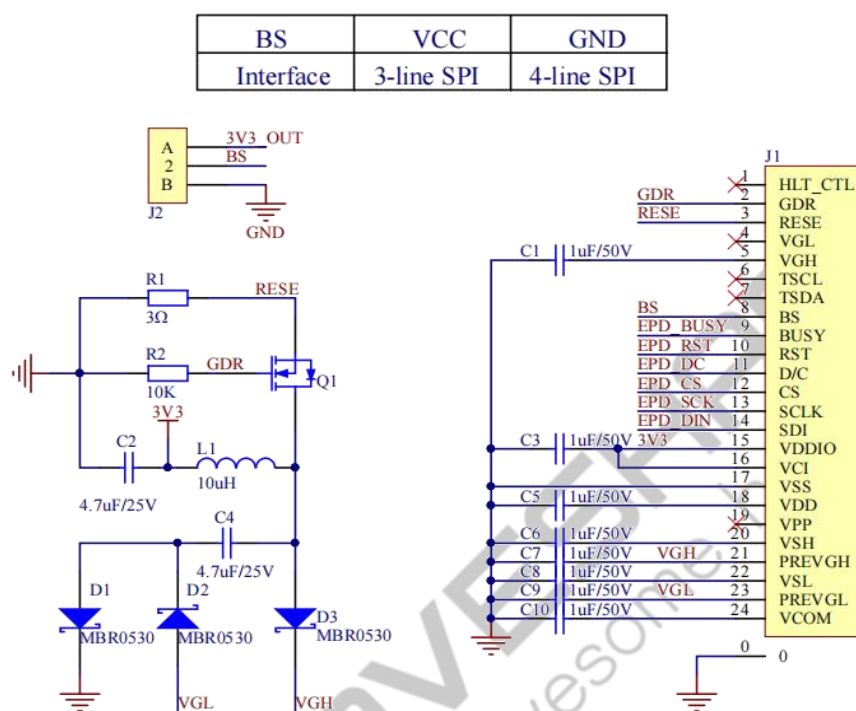 BS VCC GND
Interface 3-line SPI 4-line SPI
A 3V3_OUT
2 BS
B
J2
GND
R1
3Ω
RESE
R2
10K
GDR
Q1
3V3
C2
4.7uF/25V
L1
10uH
C4
4.7uF/25V
D1
MBR0530
D2
MBR0530
D3
MBR0530
VGL
VGH
J1
1 HLT_CTL
GDR 2 GDR
RESE 3 RESE
4 VGL
C1 1uF/50V 5 VGH
6 TSCL
7 TSDA
BS 8 BS
EPD_BUSY 9 BUSY
EPD_RST 10 RST
EPD_DC 11 D/C
EPD_CS 12 CS
EPD_SCK 13 SCLK
EPD_DIN 14 SDI
C3 1uF/50V 3V3 15 VDDIO
16 VCI
17 VSS
C5 1uF/50V 18 VDD
19 VPP
C6 1uF/50V 20 VSH
C7 1uF/50V VGH 21 PREVGH
C8 1uF/50V 22 VSL
C9 1uF/50V VGL 23 PREVGL
C10 1uF/50V 24 VCOM
0 0